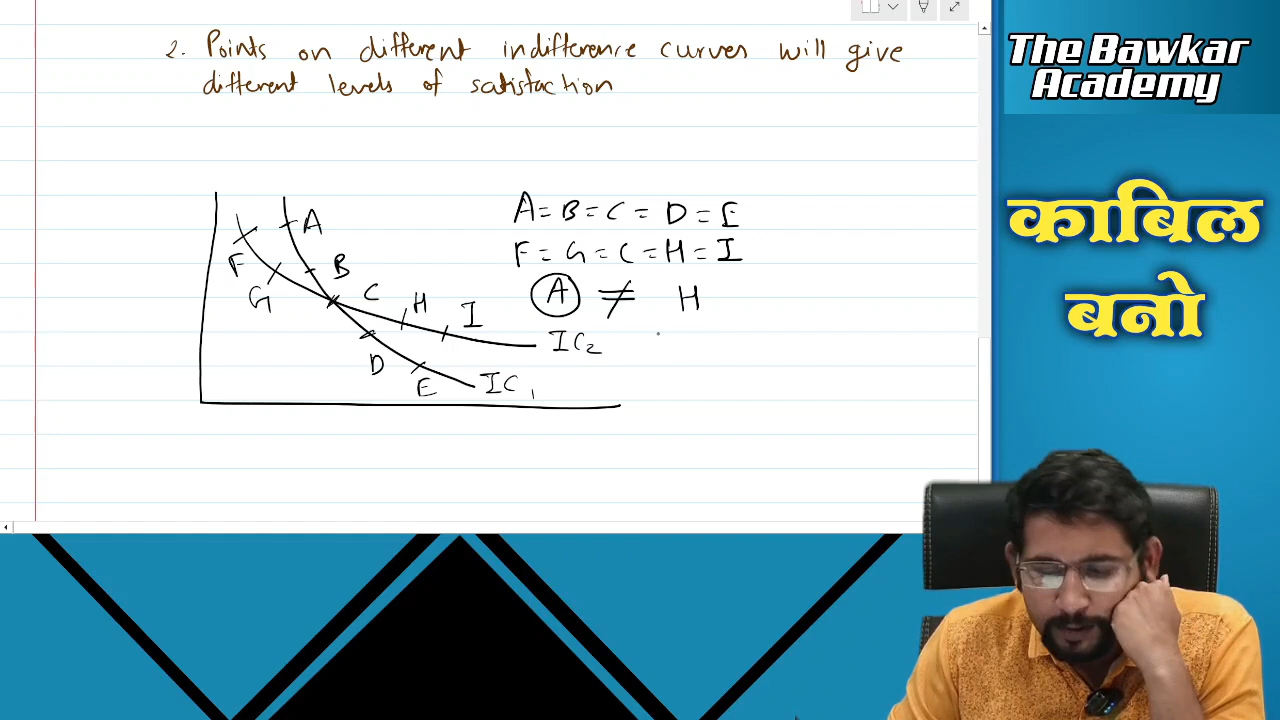 2. Points on different indifference curves will give
different levels of satisfaction
A
B
C
F
G
H
I
D
E
IC2
IC1
A = B = C = D = E
F = G = C = H = I
A ≠ H
The Bawkar
Academy
काबिल
बनो